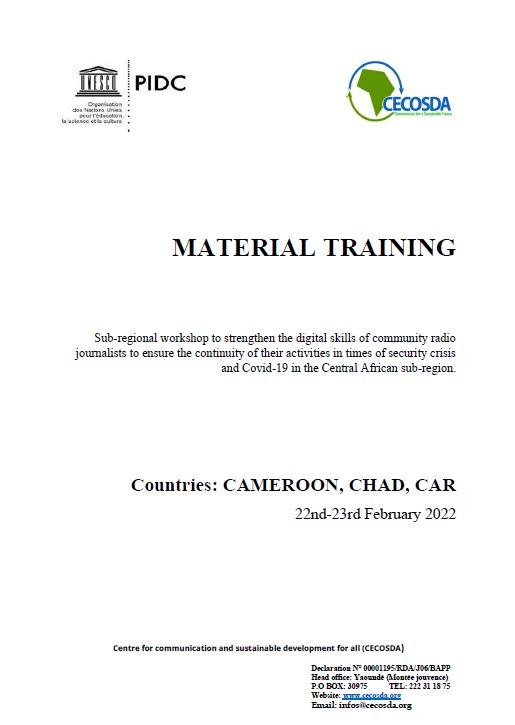 UNESCO
PIDC
Organisation
des Nations Unies
pour l'éducation,
la science et la culture
CECOSDA
Communicate for a Sustainable Future
MATERIAL TRAINING
Sub-regional workshop to strengthen the digital skills of community radio
journalists to ensure the continuity of their activities in times of security crisis
and Covid-19 in the Central African sub-region.
Countries: CAMEROON, CHAD, CAR
22nd-23rd February 2022
Centre for communication and sustainable development for all (CECOSDA)
Declaration N° 00001195/RDA/J06/BAPP
Head office: Yaoundé (Montée jouvence)
P.O BOX: 30975 TEL: 222 31 18 75
Website: www.cecosda.org
Email: infos@cecosda.org